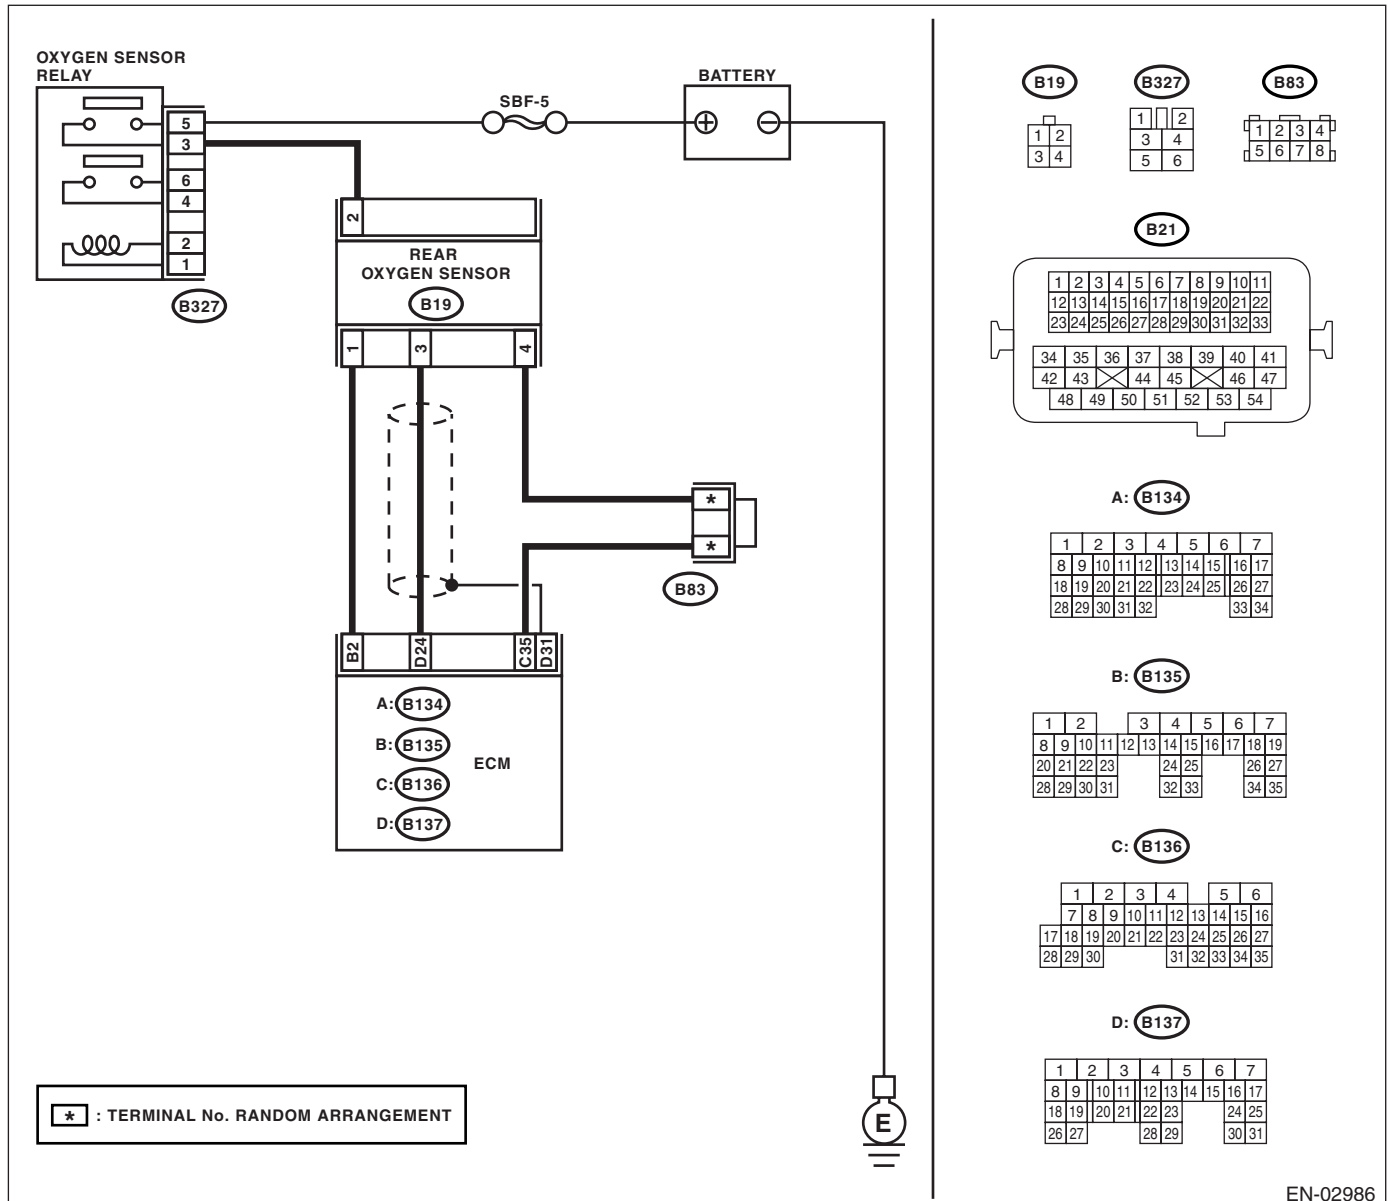 OXYGEN SENSOR
RELAY
5
3
6
4
2
1
B327
SBF-5
BATTERY
+ −
2
REAR
OXYGEN SENSOR
B19
1 3 4
*
*
B83
B2 D24 C35 D31
A: B134
B: B135
C: B136
D: B137
ECM
E
* : TERMINAL No. RANDOM ARRANGEMENT
B19
1 2
3 4
B327
1 2
3 4
5 6
B83
1 2 3 4
5 6 7 8
B21
1 2 3 4 5 6 7 8 9 10 11
12 13 14 15 16 17 18 19 20 21 22
23 24 25 26 27 28 29 30 31 32 33
34 35 36 37 38 39 40 41
42 43 44 45 46 47
48 49 50 51 52 53 54
A: B134
1 2 3 4 5 6 7
8 9 10 11 12 13 14 15 16 17
18 19 20 21 22 23 24 25 26 27
28 29 30 31 32 33 34
B: B135
1 2 3 4 5 6 7
8 9 10 11 12 13 14 15 16 17 18 19
20 21 22 23 24 25 26 27
28 29 30 31 32 33 34 35
C: B136
1 2 3 4 5 6
7 8 9 10 11 12 13 14 15 16
17 18 19 20 21 22 23 24 25 26 27
28 29 30 31 32 33 34 35
D: B137
1 2 3 4 5 6 7
8 9 10 11 12 13 14 15 16 17
18 19 20 21 22 23 24 25
26 27 28 29 30 31
EN-02986